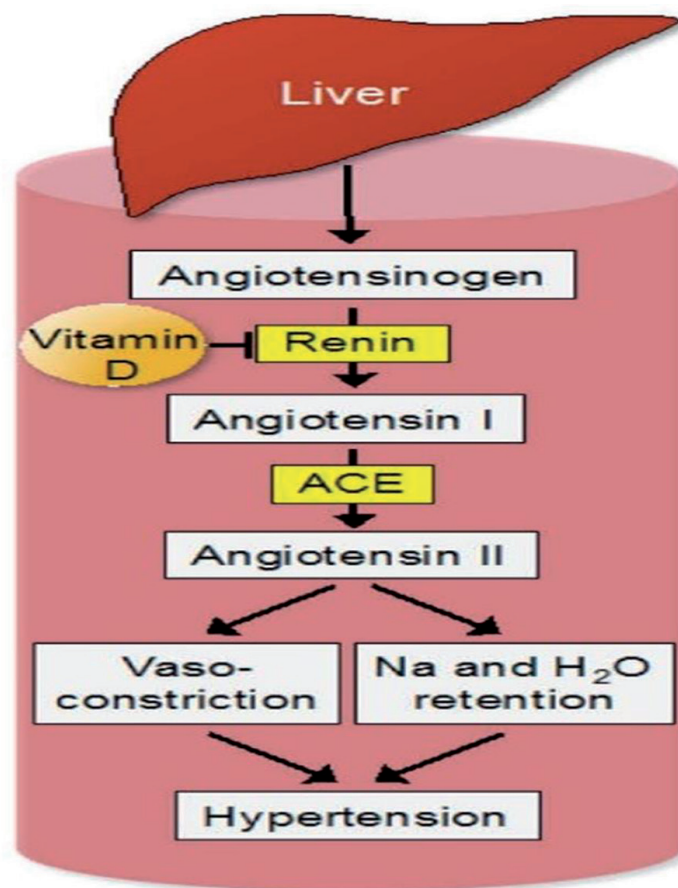 Liver
Angiotensinogen
Vitamin
D
Renin
Angiotensin I
ACE
Angiotensin II
Vaso-
constriction
Na and H₂O
retention
Hypertension